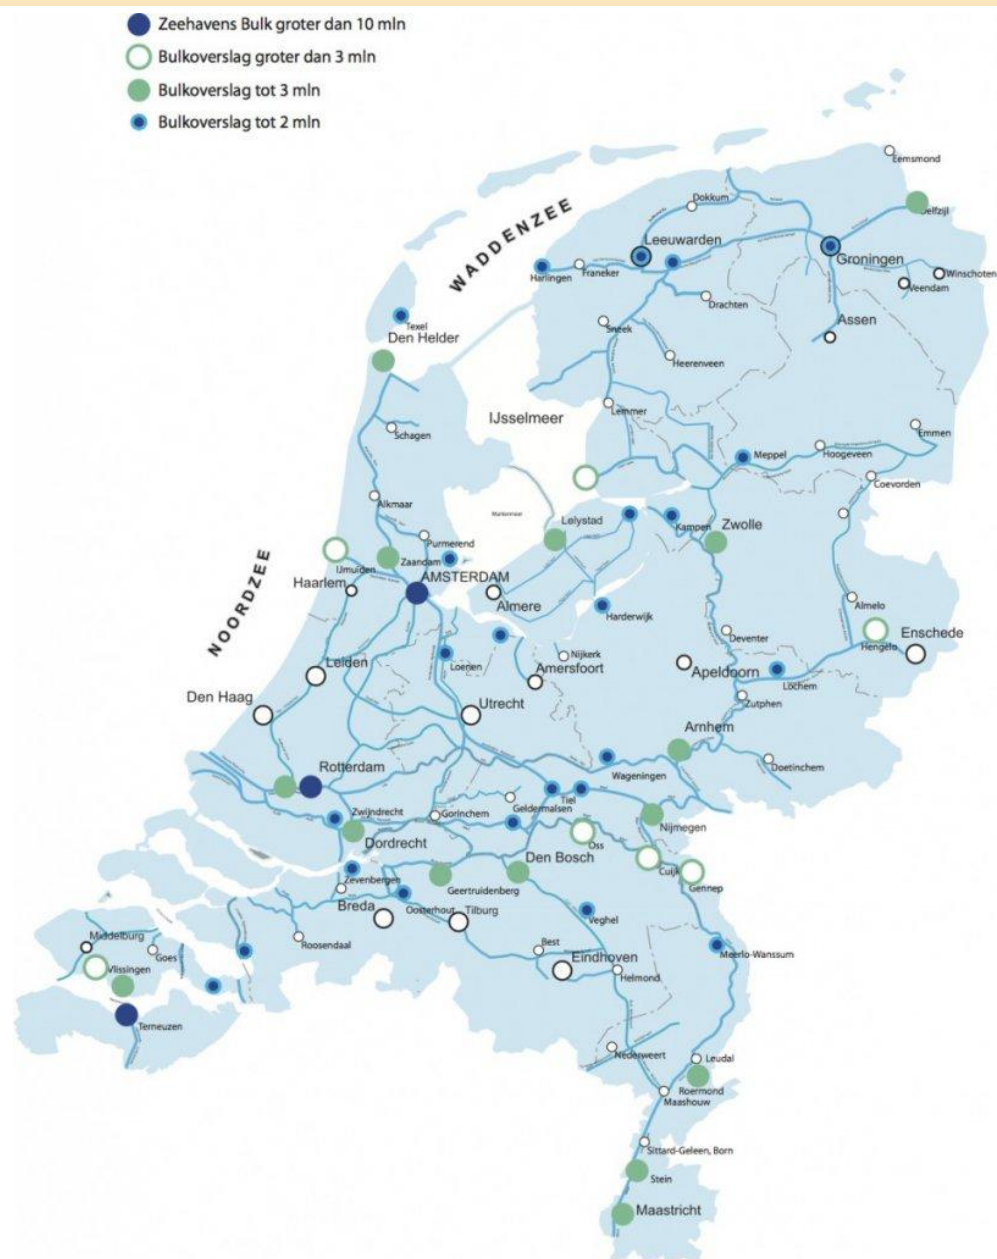 Zeehavens Bulk groter dan 10 mln
Bulkoverslag groter dan 3 mln
Bulkoverslag tot 3 mln
Bulkoverslag tot 2 mln
Eemsmond
WADDENZEE
Dokkum
Delfzijl
Leeuwarden
Groningen
Harlingen
Franeker
Winschoten
Veendam
Drachten
Texel
Assen
Sneek
Den Helder
Heerenveen
IJsselmeer
Lemmer
Schagen
Emmen
Meppel
Hoogeveen
Coevorden
Alkmaar
Markermeer
Lelystad
Kampen
Zwolle
NOORDZEE
Purmerend
IJmuiden
Zaandam
AMSTERDAM
Haarlem
Almere
Harderwijk
Almelo
Deventer
Enschede
Hengelo
Leiden
Loenen
Nijkerk
Amersfoort
Apeldoorn
Lochem
Den Haag
Utrecht
Zutphen
Arnhem
Rotterdam
Wageningen
Doetinchem
Tiel
Zwijndrecht
Gorinchem
Geldermalsen
Nijmegen
Dordrecht
Oss
Den Bosch
Cuijk
Gennep
Zevenbergen
Geertruidenberg
Breda
Oosterhout
Tilburg
Veghel
Middelburg
Roosendaal
Best
Meerlo-Wanssum
Goes
Eindhoven
Vlissingen
Helmond
Terneuzen
Nederweert
Leudal
Roermond
Maashouw
Sittard-Geleen, Born
Stein
Maastricht